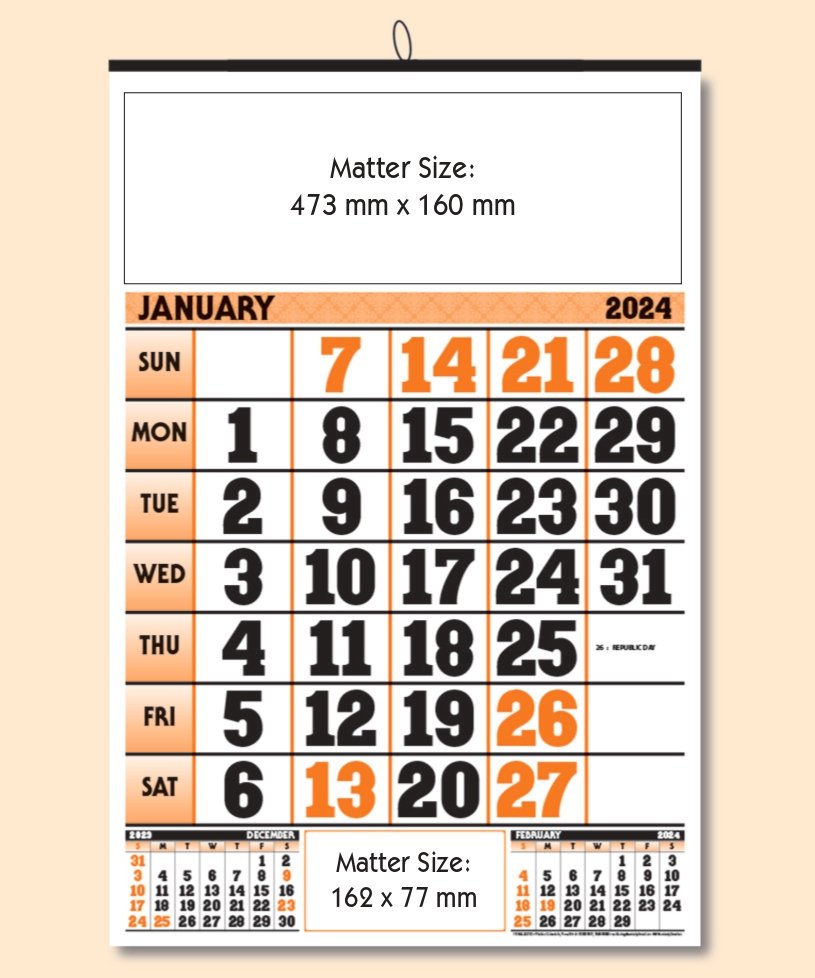 Matter Size:
473 mm x 160 mm
JANUARY 2024
SUN 7 14 21 28
MON 1 8 15 22 29
TUE 2 9 16 23 30
WED 3 10 17 24 31
THU 4 11 18 25 26 : REPUBLIC DAY
FRI 5 12 19 26
SAT 6 13 20 27
2023 DECEMBER
S M T W T F S
31 1 2
3 4 5 6 7 8 9
10 11 12 13 14 15 16
17 18 19 20 21 22 23
24 25 26 27 28 29 30
Matter Size:
162 x 77 mm
FEBRUARY 2024
S M T W T F S
1 2 3
4 5 6 7 8 9 10
11 12 13 14 15 16 17
18 19 20 21 22 23 24
25 26 27 28 29